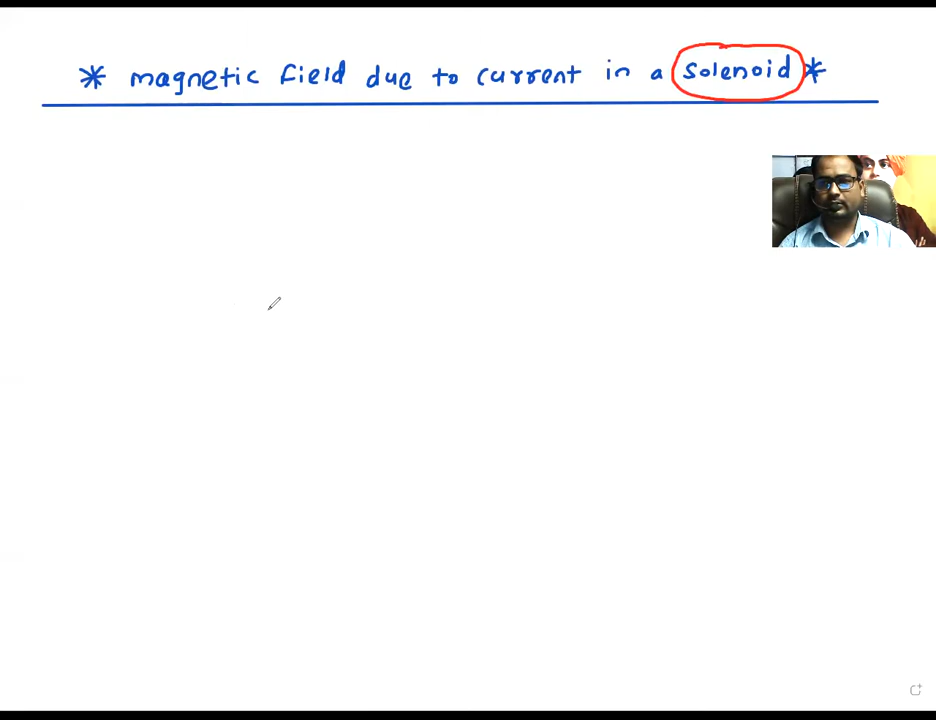 * magnetic field due to current in a solenoid *